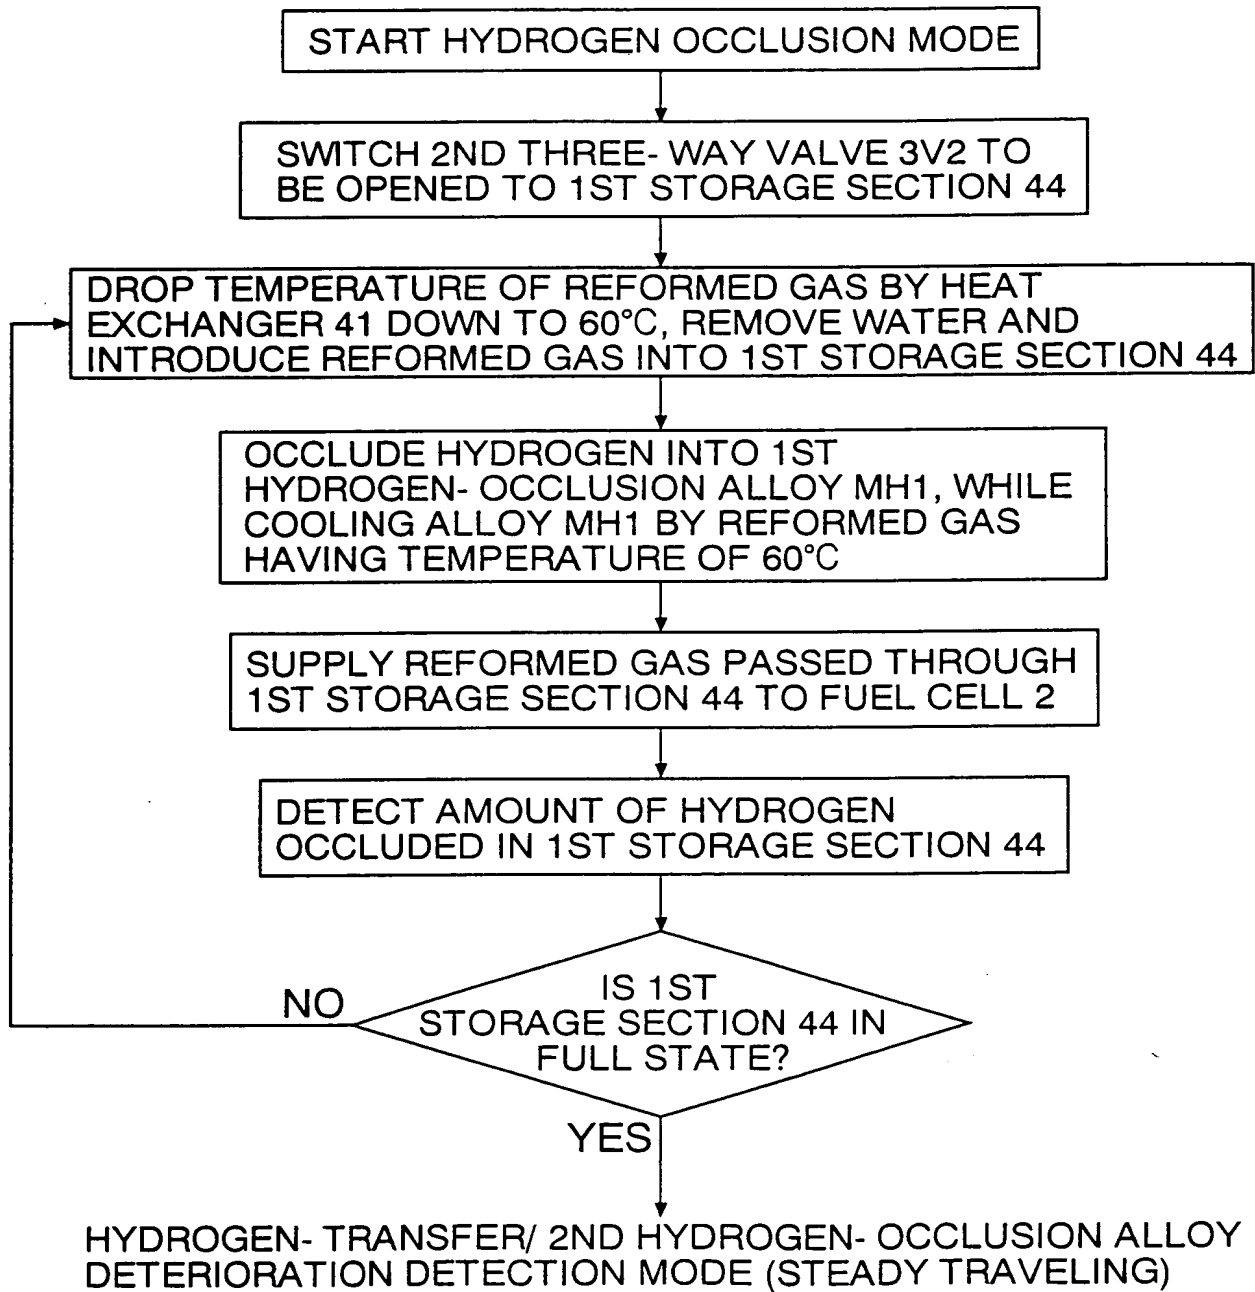 START HYDROGEN OCCLUSION MODE
SWITCH 2ND THREE- WAY VALVE 3V2 TO
BE OPENED TO 1ST STORAGE SECTION 44
DROP TEMPERATURE OF REFORMED GAS BY HEAT
EXCHANGER 41 DOWN TO 60°C, REMOVE WATER AND
INTRODUCE REFORMED GAS INTO 1ST STORAGE SECTION 44
OCCLUDE HYDROGEN INTO 1ST
HYDROGEN- OCCLUSION ALLOY MH1, WHILE
COOLING ALLOY MH1 BY REFORMED GAS
HAVING TEMPERATURE OF 60°C
SUPPLY REFORMED GAS PASSED THROUGH
1ST STORAGE SECTION 44 TO FUEL CELL 2
DETECT AMOUNT OF HYDROGEN
OCCLUDED IN 1ST STORAGE SECTION 44
IS 1ST
STORAGE SECTION 44 IN
FULL STATE?
NO
YES
HYDROGEN- TRANSFER/ 2ND HYDROGEN- OCCLUSION ALLOY
DETERIORATION DETECTION MODE (STEADY TRAVELING)